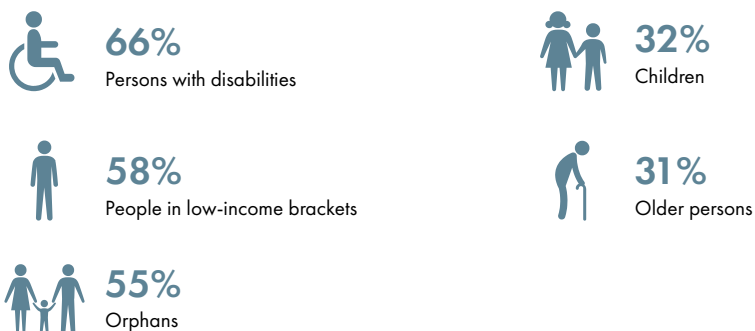 66%
Persons with disabilities
58%
People in low-income brackets
55%
Orphans
32%
Children
31%
Older persons